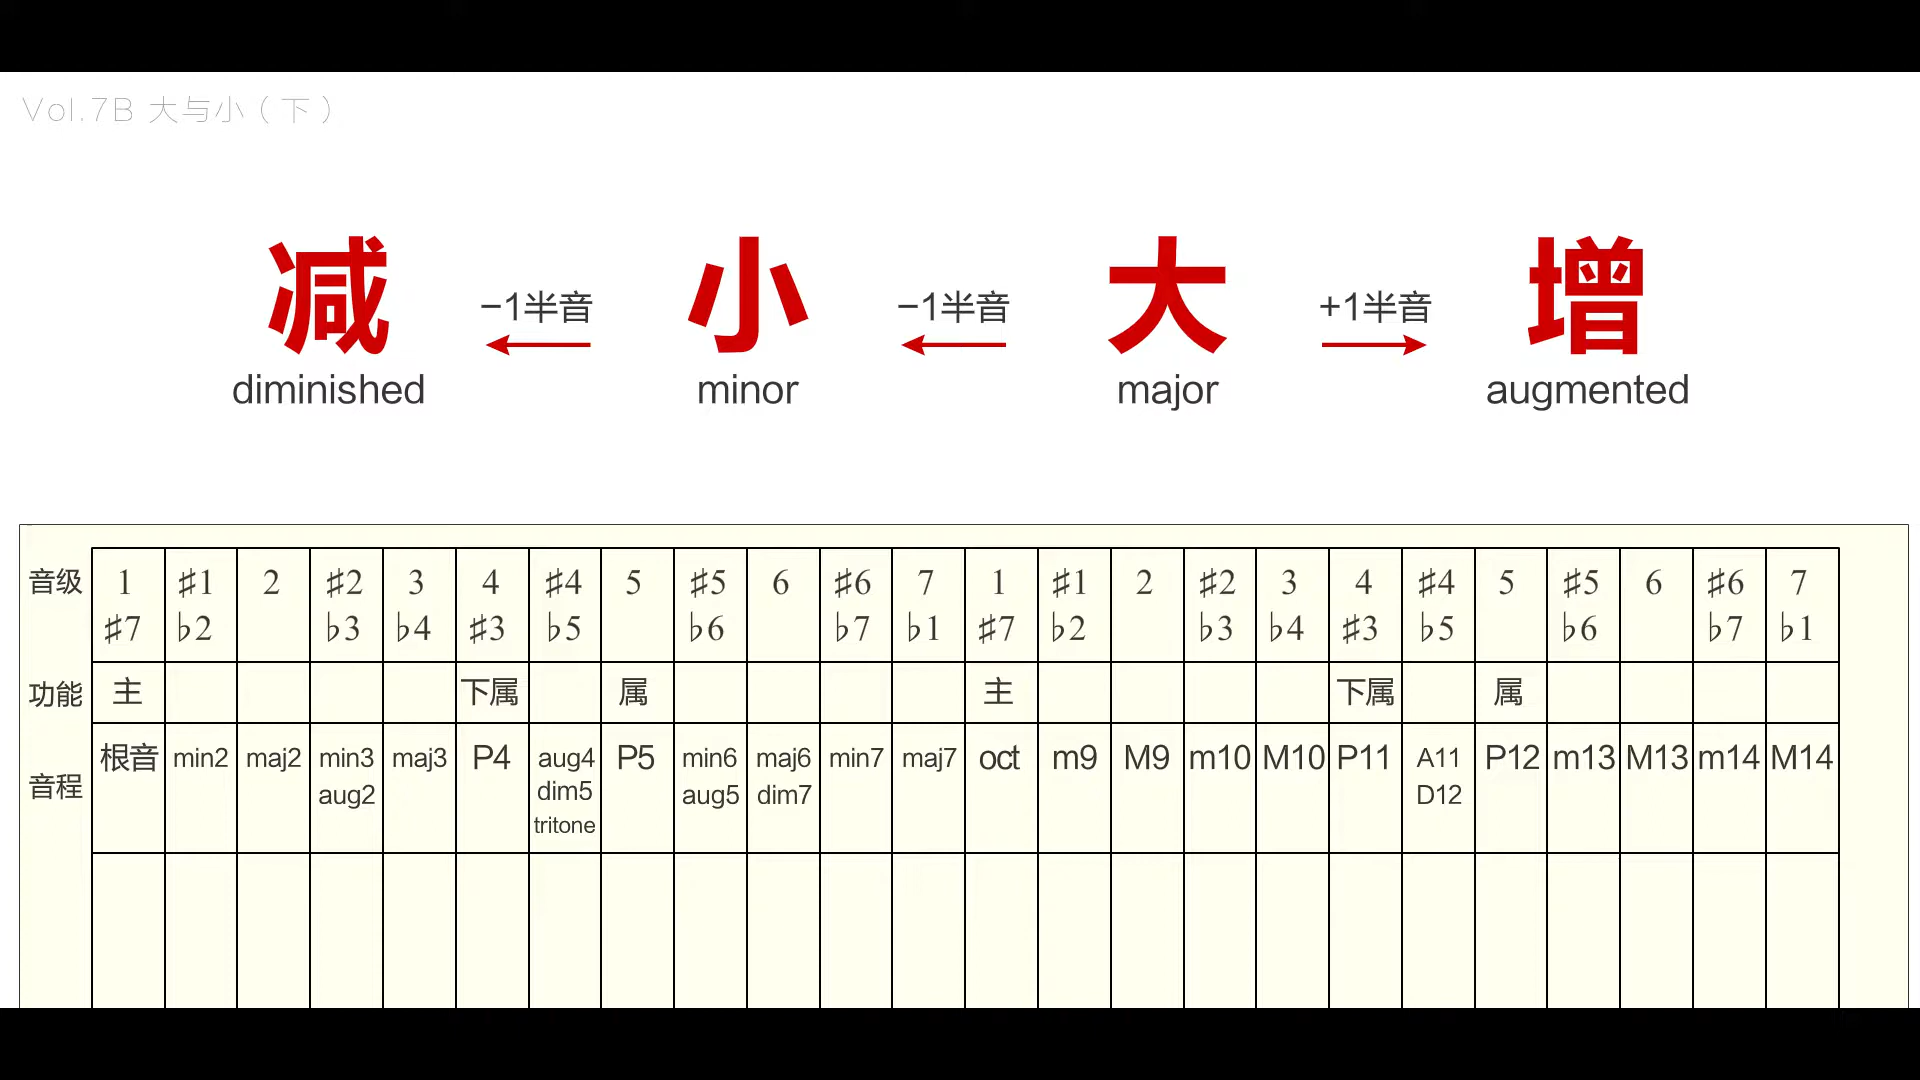 Vol.7B 大与小（下）
减 −1半音 小 −1半音 大 +1半音 增
diminished minor major augmented
音级 1 ♯1 2 ♯2 3 4 ♯4 5 ♯5 6 ♯6 7 1 ♯1 2 ♯2 3 4 ♯4 5 ♯5 6 ♯6 7
♯7 ♭2 ♭3 ♭4 ♯3 ♭5 ♭6 ♭7 ♭1 ♯7 ♭2 ♭3 ♭4 ♯3 ♭5 ♭6 ♭7 ♭1
功能 主 下属 属 主 下属 属
音程 根音 min2 maj2 min3 maj3 P4 aug4 P5 min6 maj6 min7 maj7 oct m9 M9 m10 M10 P11 A11 P12 m13 M13 m14 M14
aug2 dim5 aug5 dim7 D12
tritone